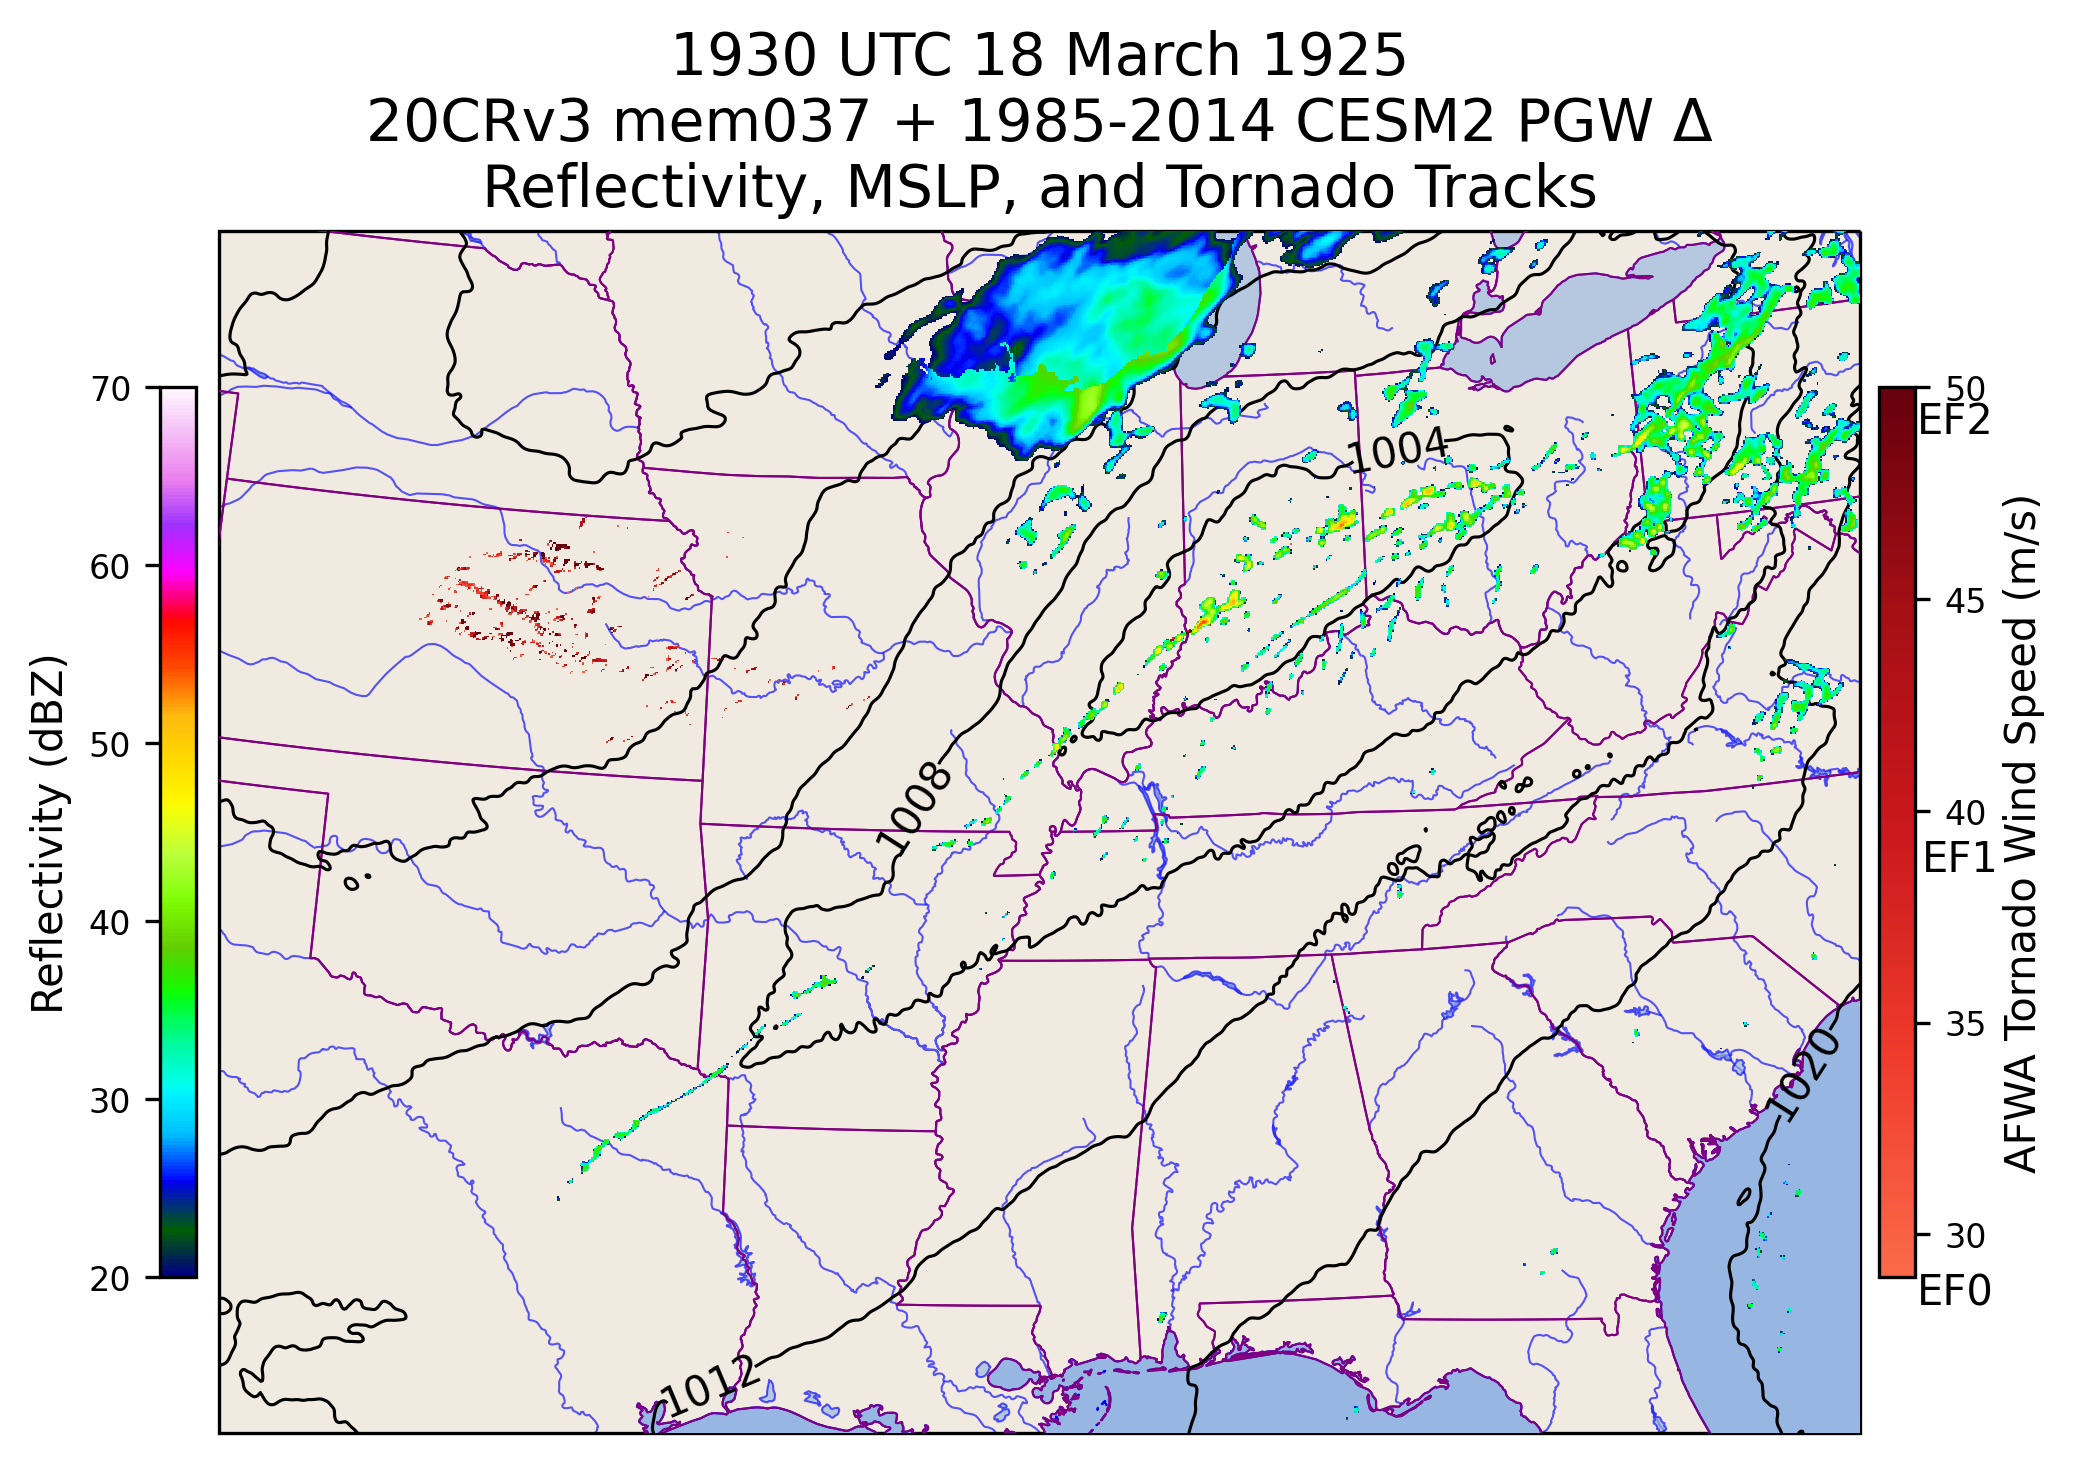 1930 UTC 18 March 1925
20CRv3 mem037 + 1985-2014 CESM2 PGW Δ
Reflectivity, MSLP, and Tornado Tracks
70
60
50
40
30
20
Reflectivity (dBZ)
1004
1008
1012
1020
50
EF2
45
40
EF1
35
30
EF0
AFWA Tornado Wind Speed (m/s)